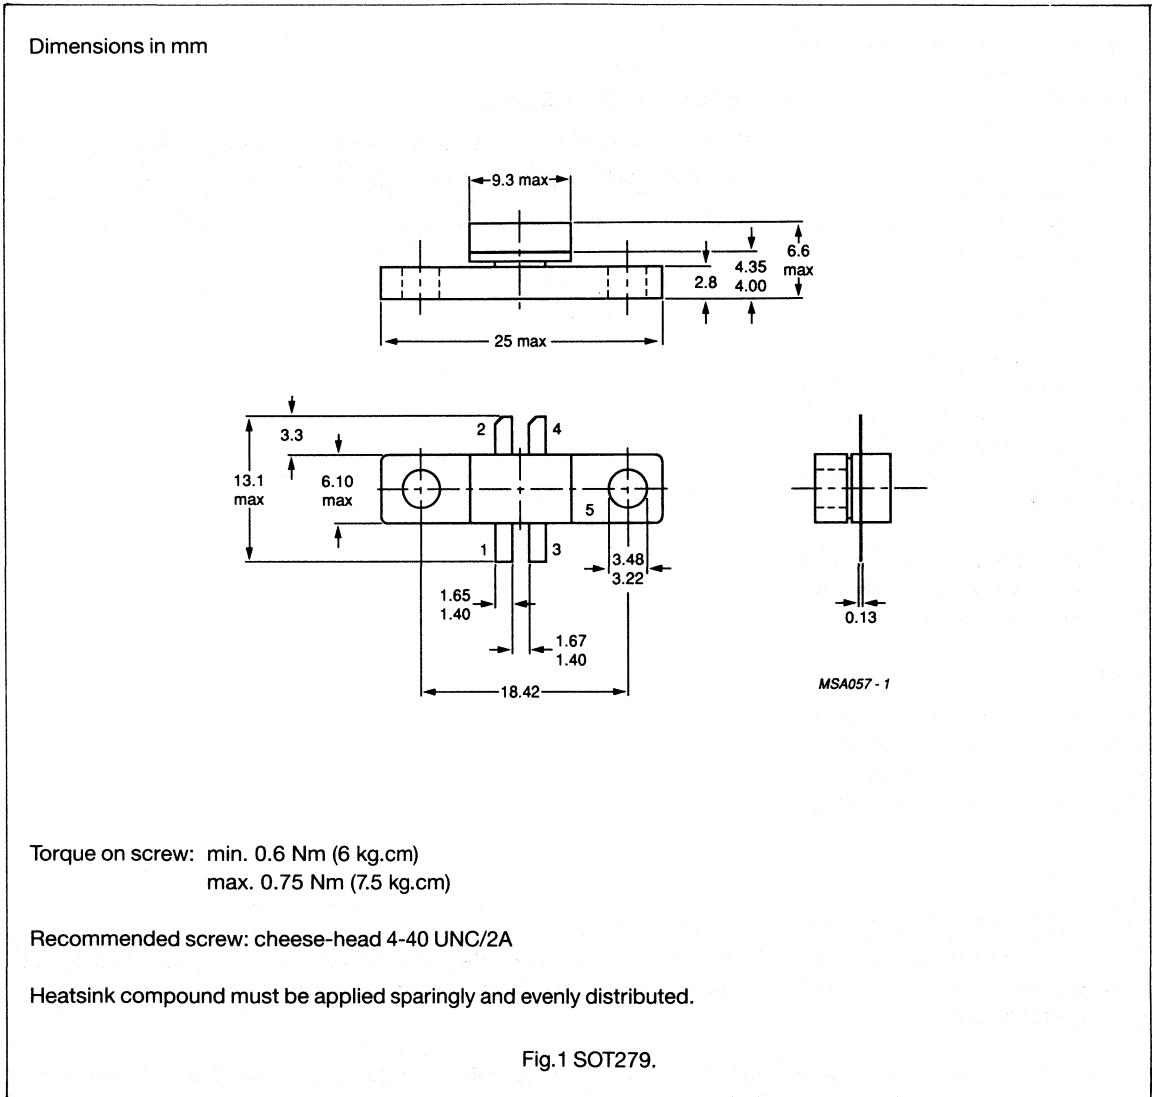 Dimensions in mm
9.3 max
6.6
max
4.35
4.00
2.8
25 max
3.3
2
4
13.1
max
6.10
max
5
1
3
3.48
3.22
1.65
1.40
0.13
1.67
1.40
18.42
MSA057 - 1
Torque on screw: min. 0.6 Nm (6 kg.cm)
max. 0.75 Nm (7.5 kg.cm)
Recommended screw: cheese-head 4-40 UNC/2A
Heatsink compound must be applied sparingly and evenly distributed.
Fig.1 SOT279.